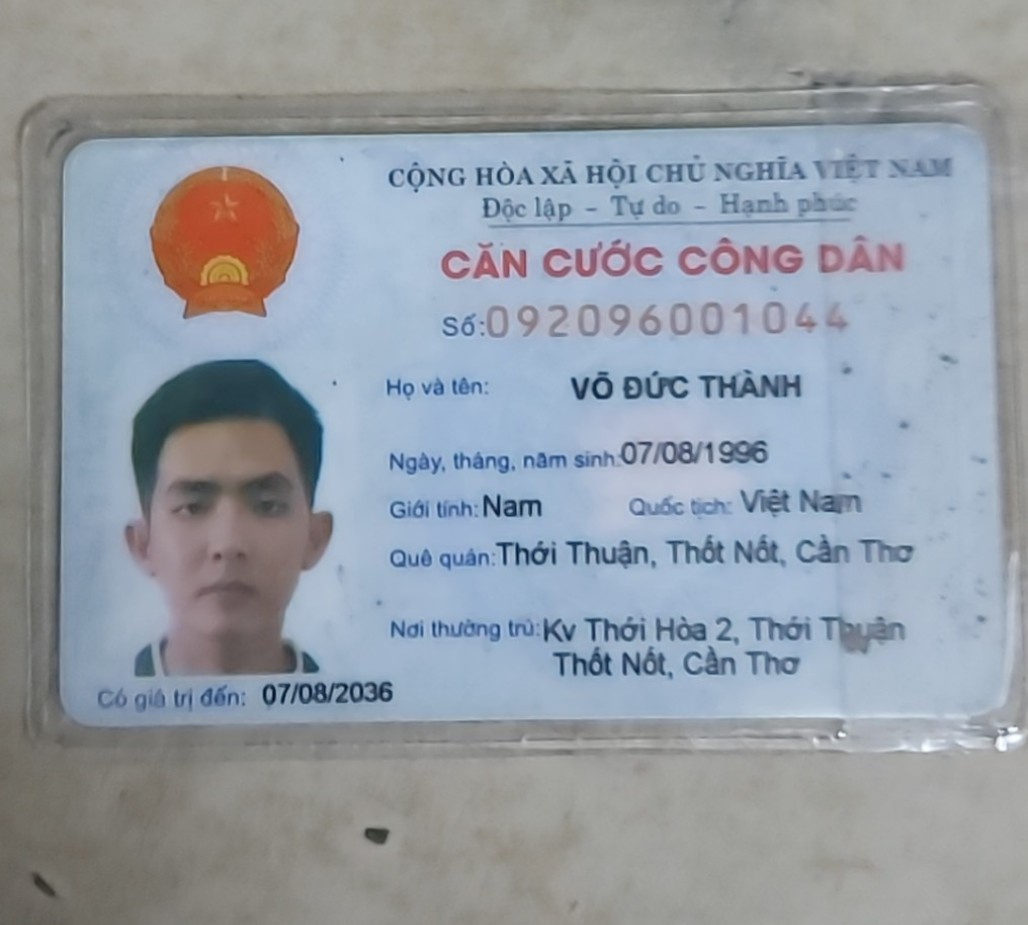 CỘNG HÒA XÃ HỘI CHỦ NGHĨA VIỆT NAM
Độc lập - Tự do - Hạnh phúc
CĂN CƯỚC CÔNG DÂN
Số: 092096001044
Họ và tên: VÕ ĐỨC THÀNH
Ngày, tháng, năm sinh: 07/08/1996
Giới tính: Nam Quốc tịch: Việt Nam
Quê quán: Thới Thuận, Thốt Nốt, Cần Thơ
Nơi thường trú: Kv Thới Hòa 2, Thới Thuận
Thốt Nốt, Cần Thơ
Có giá trị đến: 07/08/2036